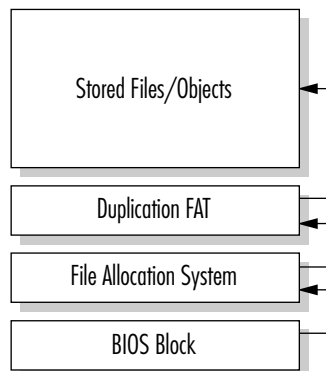 Stored Files/Objects
Duplication FAT
File Allocation System
BIOS Block